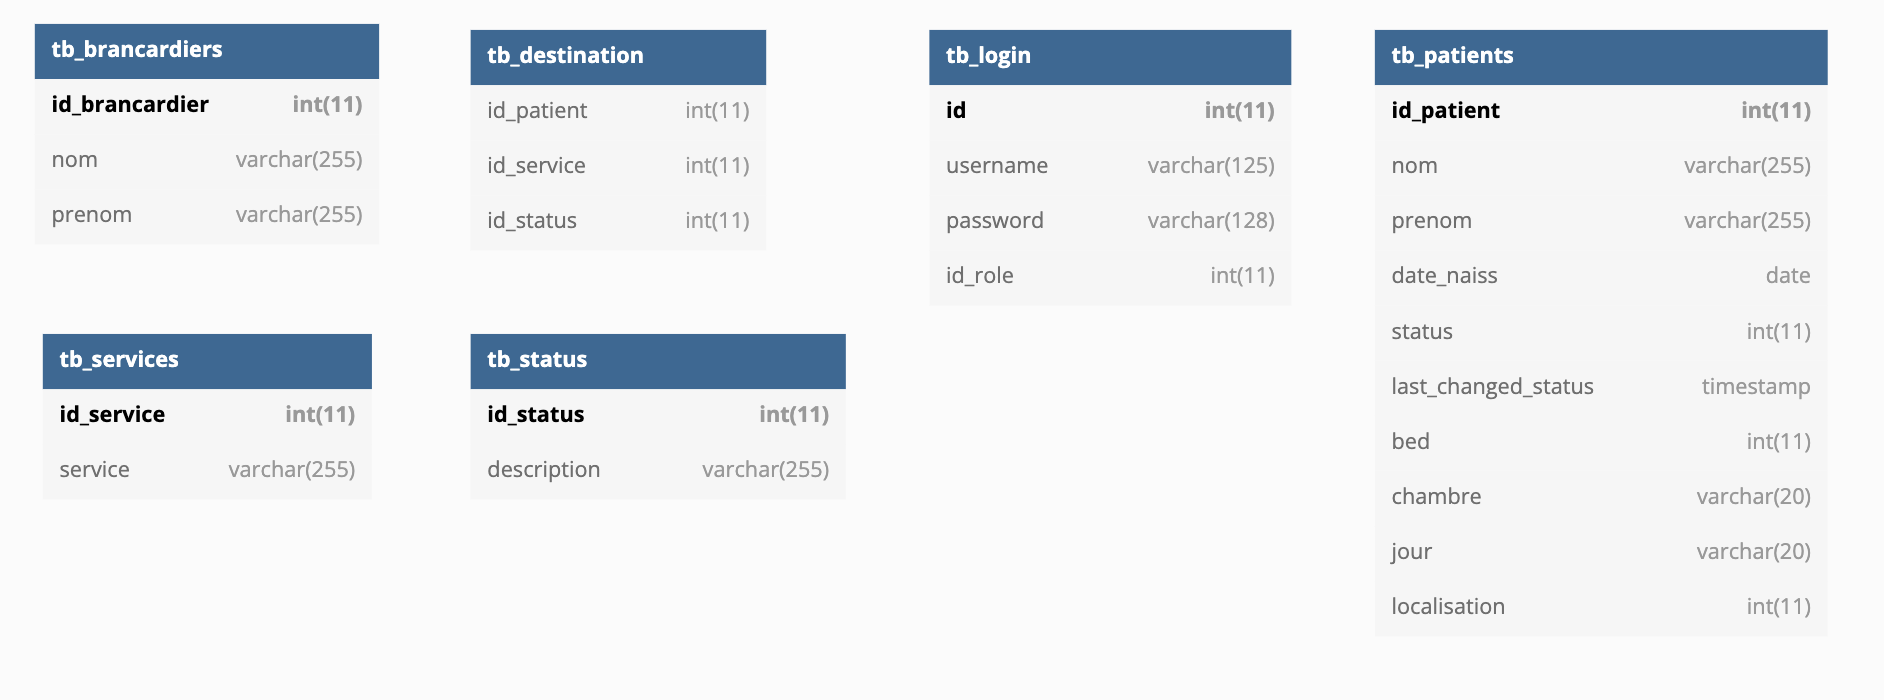 tb_brancardiers
id_brancardier int(11)
nom varchar(255)
prenom varchar(255)
tb_destination
id_patient int(11)
id_service int(11)
id_status int(11)
tb_login
id int(11)
username varchar(125)
password varchar(128)
id_role int(11)
tb_patients
id_patient int(11)
nom varchar(255)
prenom varchar(255)
date_naiss date
status int(11)
last_changed_status timestamp
bed int(11)
chambre varchar(20)
jour varchar(20)
localisation int(11)
tb_services
id_service int(11)
service varchar(255)
tb_status
id_status int(11)
description varchar(255)